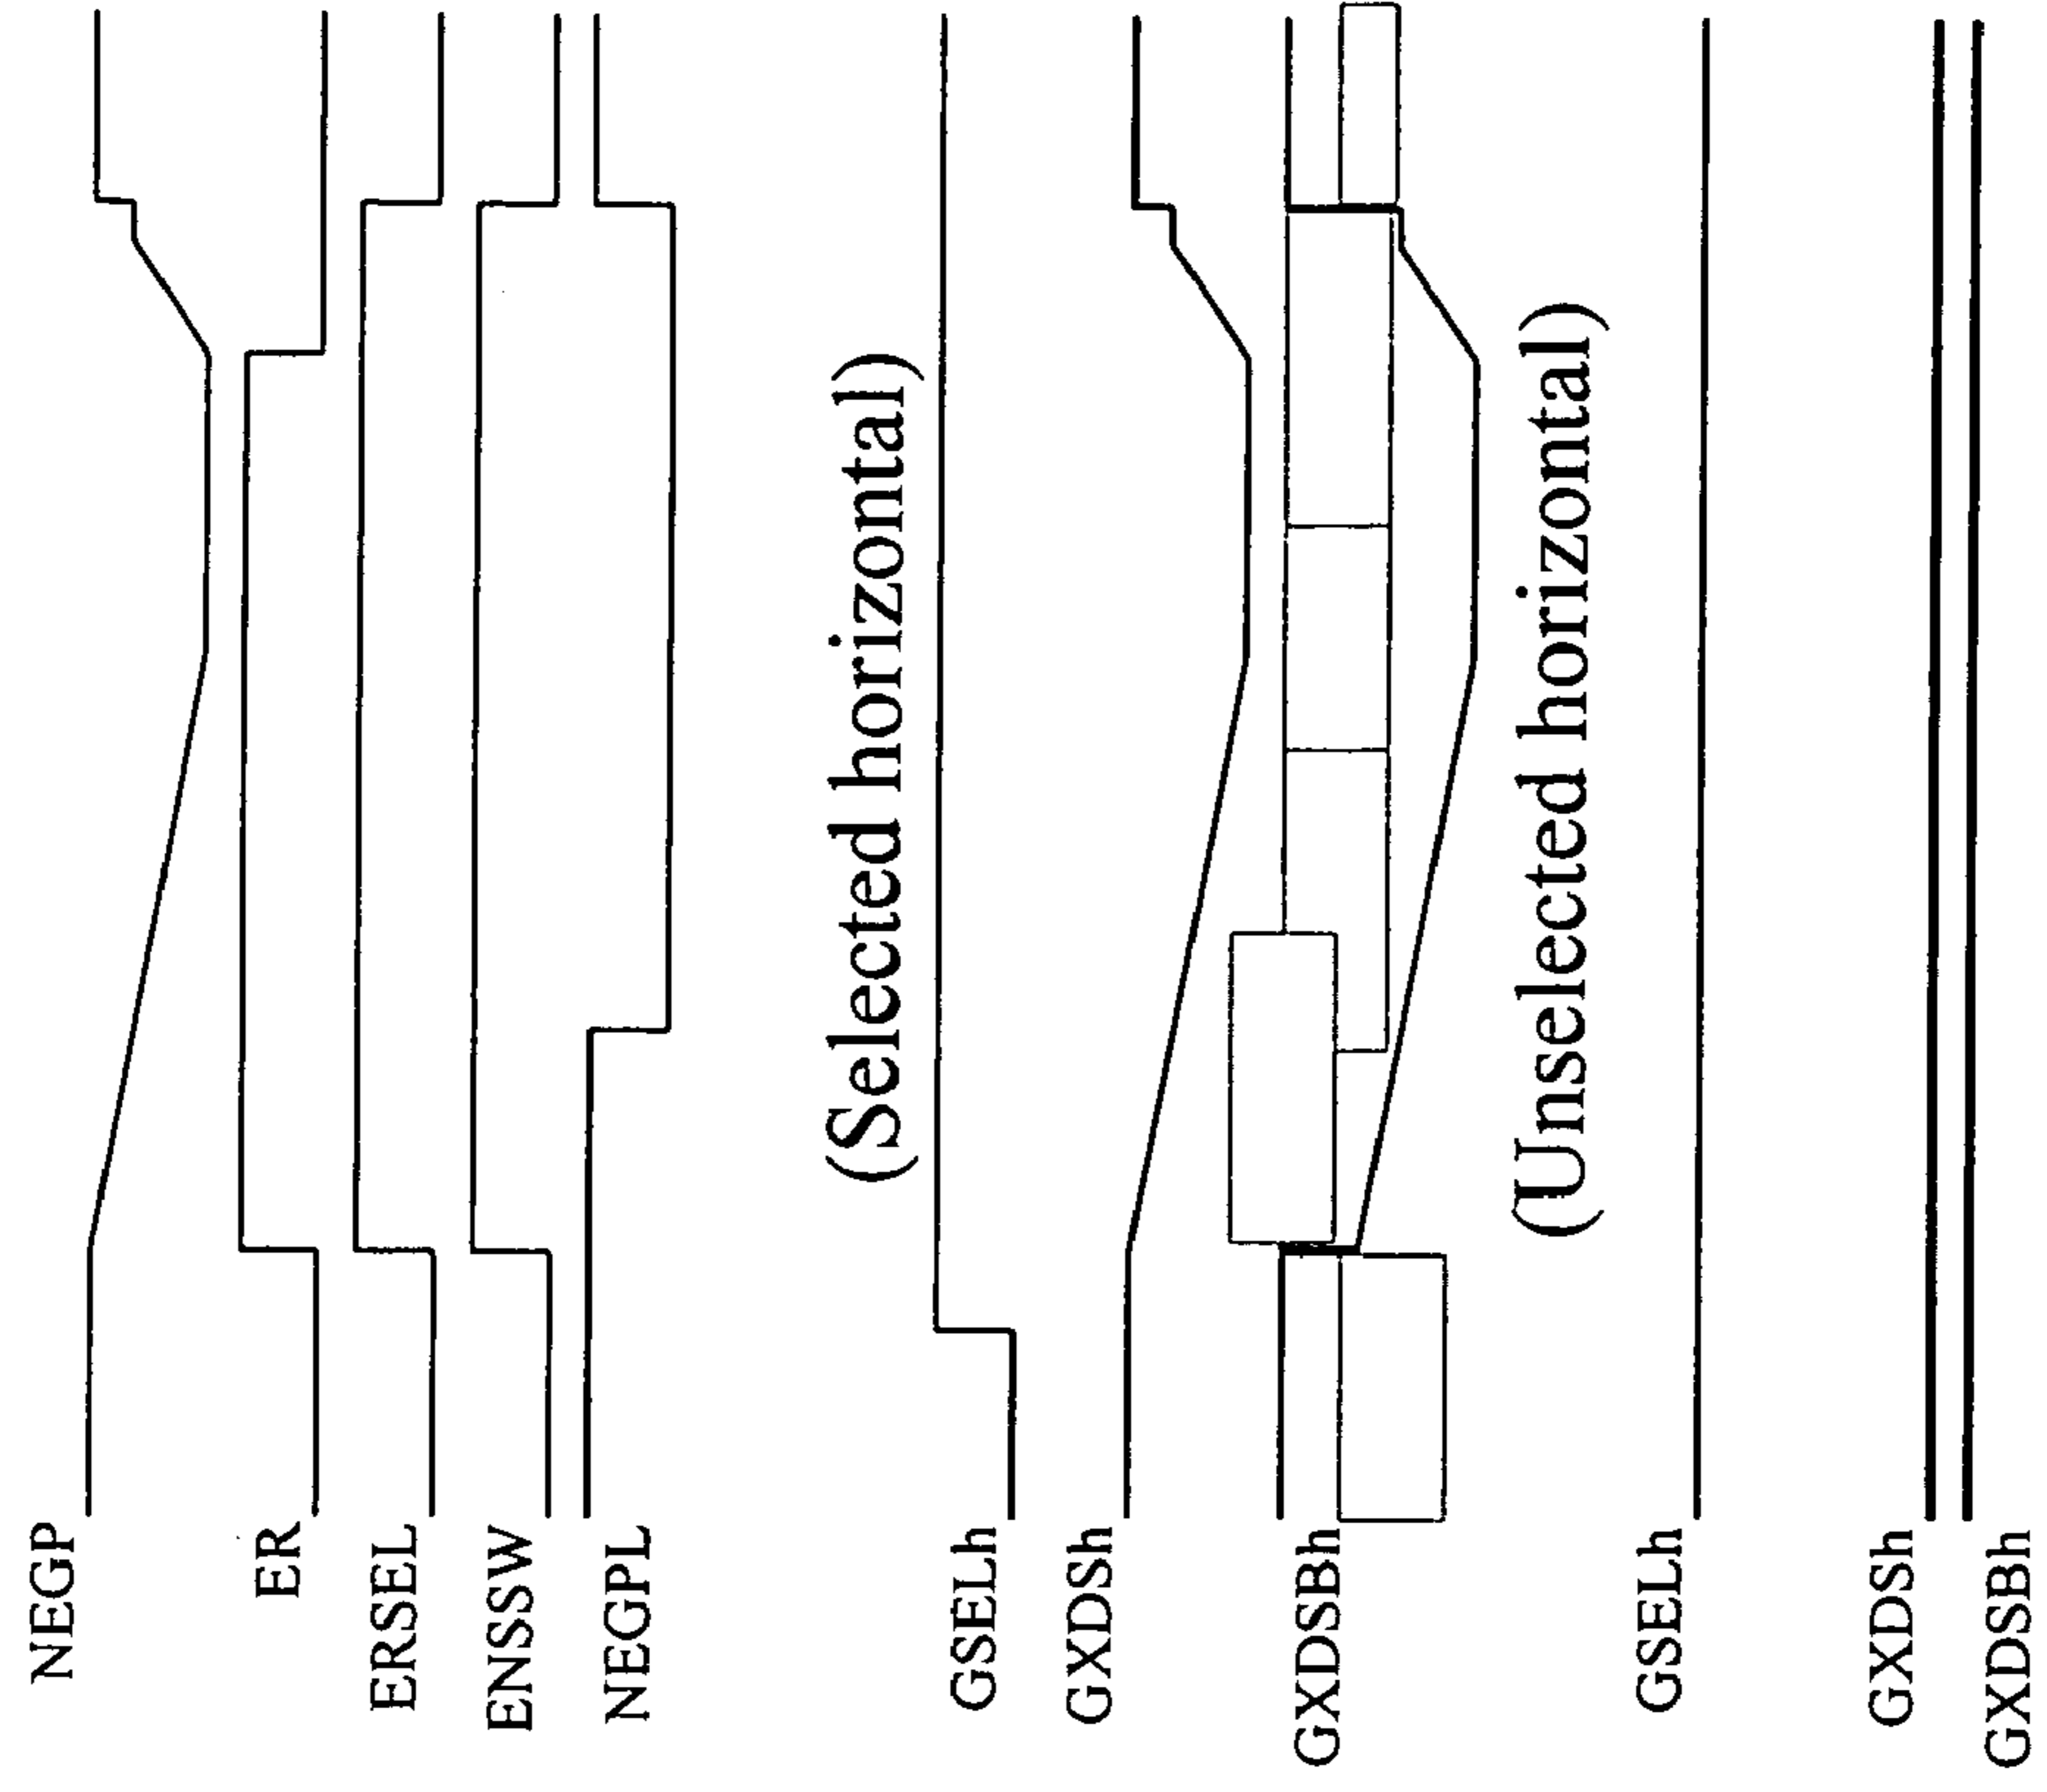 NEGP
ER
ERSEL
ENSSW
NEGPL
(Selected horizontal)
GSELh
GXDSh
GXDSBh
(Unselected horizontal)
GSELh
GXDSh
GXDSBh